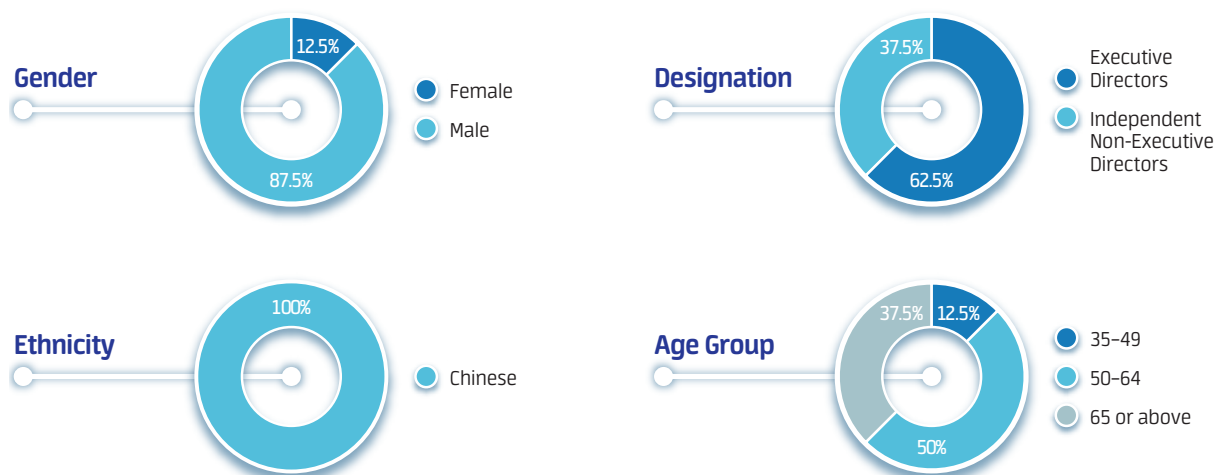 Gender
12.5%
87.5%
Female
Male
Designation
37.5%
62.5%
Executive
Directors
Independent
Non-Executive
Directors
Ethnicity
100%
Chinese
Age Group
37.5%
12.5%
50%
35–49
50–64
65 or above